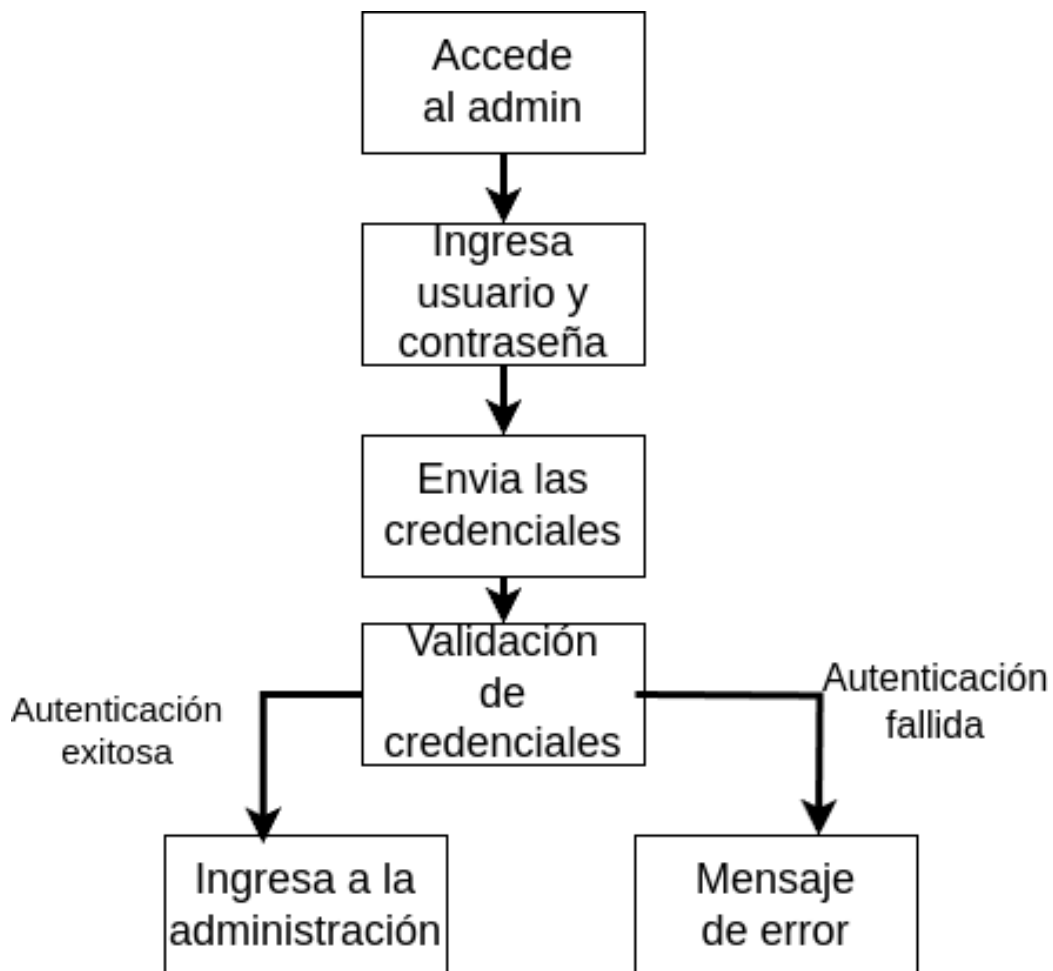 Accede
al admin
Ingresa
usuario y
contraseña
Envia las
credenciales
Validación
de
credenciales
Autenticación
exitosa
Autenticación
fallida
Ingresa a la
administración
Mensaje
de error